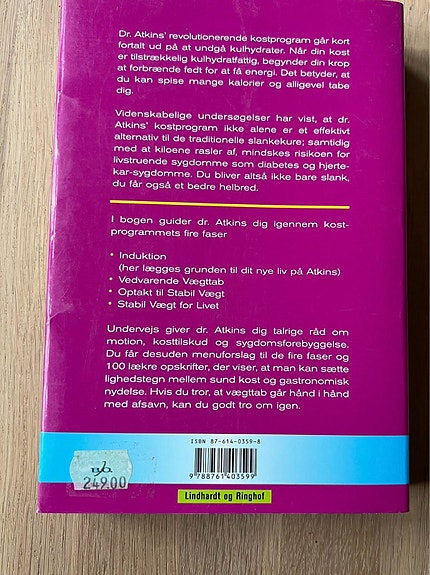 Dr. Atkins' revolutionerende kostprogram går kort
fortalt ud på at undgå kulhydrater. Når din kost
er tilstrækkelig kulhydratfattig, begynder din krop
at forbrænde fedt for at få energi. Det betyder, at
du kan spise mange kalorier og alligevel tabe
dig.
Videnskabelige undersøgelser har vist, at dr.
Atkins' kostprogram ikke alene er et effektivt
alternativ til de traditionelle slankekure; samtidig
med at kiloene rasler af, mindskes risikoen for
livstruende sygdomme som diabetes og hjerte-
kar-sygdomme. Du bliver altså ikke bare slank,
du får også et bedre helbred.
I bogen guider dr. Atkins dig igennem kost-
programmets fire faser
• Induktion
(her lægges grunden til dit nye liv på Atkins)
• Vedvarende Vægttab
• Optakt til Stabil Vægt
• Stabil Vægt for Livet
Undervejs giver dr. Atkins dig talrige råd om
motion, kosttilskud og sygdomsforebyggelse.
Du får desuden menuforslag til de fire faser og
100 lækre opskrifter, der viser, at man kan sætte
lighedstegn mellem sund kost og gastronomisk
nydelse. Hvis du tror, at vægttab går hånd i hånd
med afsavn, kan du godt tro om igen.
ISBN 87-614-0359-8
9 788761 403599
249.00
Lindhardt og Ringhof